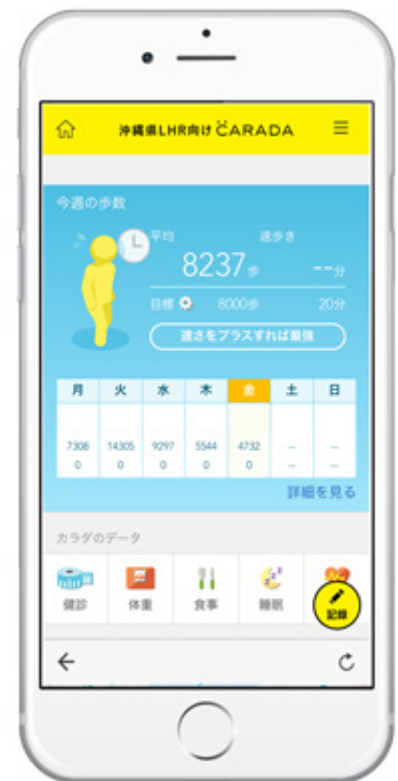 沖縄県LHR向け CARADA
今週の歩数
平均 速歩き
8237歩 --分
目標 8000歩 20分
速さをプラスすれば最強
月 火 水 木 金 土 日
7308 14305 9297 5544 4732 -- --
0 0 0 0 0 -- --
詳細を見る
カラダのデータ
健診 体重 食事 睡眠
記録